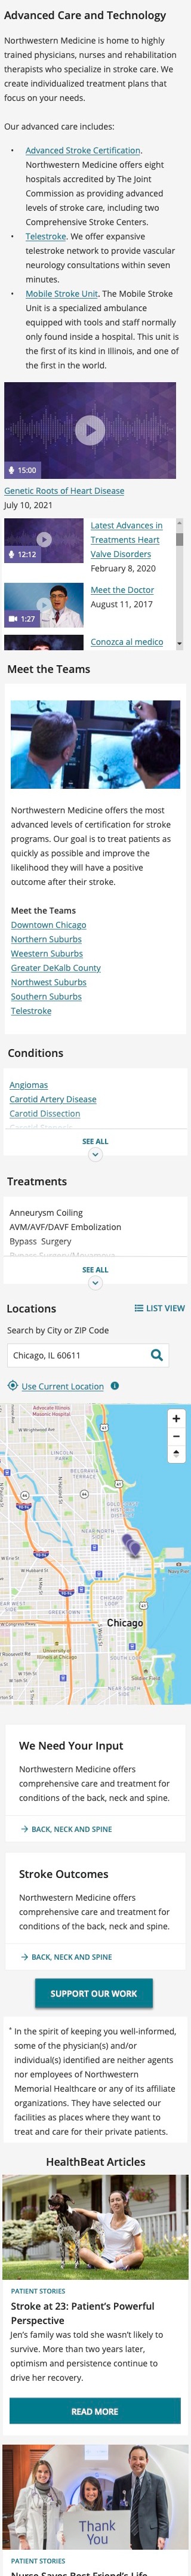 Advanced Care and Technology
Northwestern Medicine is home to highly
trained physicians, nurses and rehabilitation
therapists who specialize in stroke care. We
create individualized treatment plans that
focus on your needs.
Our advanced care includes:
• Advanced Stroke Certification.
Northwestern Medicine offers eight
hospitals accredited by The Joint
Commission as providing advanced
levels of stroke care, including two
Comprehensive Stroke Centers.
• Telestroke. We offer expansive
telestroke network to provide vascular
neurology consultations within seven
minutes.
• Mobile Stroke Unit. The Mobile Stroke
Unit is a specialized ambulance
equipped with tools and staff normally
only found inside a hospital. This unit is
the first of its kind in Illinois, and one of
the first in the world.
15:00
Genetic Roots of Heart Disease
July 10, 2021
12:12
Latest Advances in
Treatments Heart
Valve Disorders
February 8, 2020
1:27
Meet the Doctor
August 11, 2017
Conozca al medico
Meet the Teams
Northwestern Medicine offers the most
advanced levels of certification for stroke
programs. Our goal is to treat patients as
quickly as possible and improve the
likelihood they will have a positive
outcome after their stroke.
Meet the Teams
Downtown Chicago
Northern Suburbs
Weestern Suburbs
Greater DeKalb County
Northwest Suburbs
Southern Suburbs
Telestroke
Conditions
Angiomas
Carotid Artery Disease
Carotid Dissection
SEE ALL
Treatments
Anneurysm Coiling
AVM/AVF/DAVF Embolization
Bypass Surgery
SEE ALL
Locations
LIST VIEW
Search by City or ZIP Code
Chicago, IL 60611
Use Current Location
Advocate Illinois
Masonic Hospital
41
64
NEAR NORTH
SIDE
41
Navy Pier
Chicago
University of
Illinois at
Chicago
Soldier Field
We Need Your Input
Northwestern Medicine offers
comprehensive care and treatment for
conditions of the back, neck and spine.
BACK, NECK AND SPINE
Stroke Outcomes
Northwestern Medicine offers
comprehensive care and treatment for
conditions of the back, neck and spine.
BACK, NECK AND SPINE
SUPPORT OUR WORK
* In the spirit of keeping you well-informed,
some of the physician(s) and/or
individual(s) identified are neither agents
nor employees of Northwestern
Memorial Healthcare or any of its affiliate
organizations. They have selected our
facilities as places where they want to
treat and care for their private patients.
HealthBeat Articles
PATIENT STORIES
Stroke at 23: Patient's Powerful
Perspective
Jen's family was told she wasn't likely to
survive. More than two years later,
optimism and persistence continue to
drive her recovery.
READ MORE
Thank
You
PATIENT STORIES
Nurse Saves Best Friend's Life